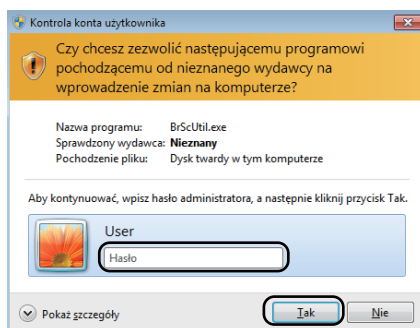 Kontrola konta użytkownika
Czy chcesz zezwolić następującemu programowi
pochodzącemu od nieznanego wydawcy na
wprowadzenie zmian na komputerze?
Nazwa programu: BrScUtil.exe
Sprawdzony wydawca: Nieznany
Pochodzenie pliku: Dysk twardy w tym komputerze
Aby kontynuować, wpisz hasło administratora, a następnie kliknij przycisk Tak.
User
Hasło
Pokaż szczegóły Tak Nie